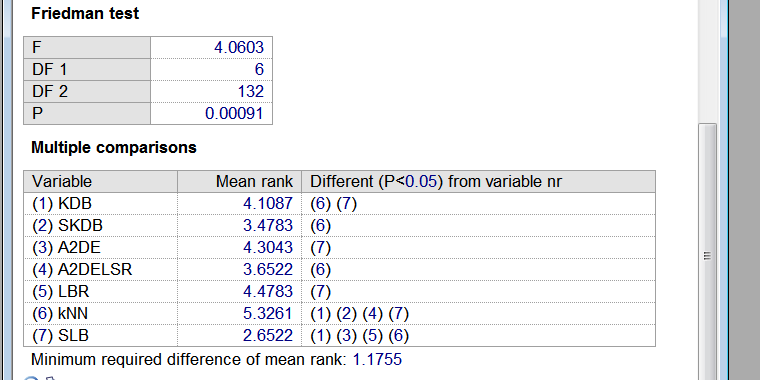 Friedman test
F 4.0603
DF 1 6
DF 2 132
P 0.00091
Multiple comparisons
Variable Mean rank Different (P<0.05) from variable nr
(1) KDB 4.1087 (6) (7)
(2) SKDB 3.4783 (6)
(3) A2DE 4.3043 (7)
(4) A2DELSR 3.6522 (6)
(5) LBR 4.4783 (7)
(6) kNN 5.3261 (1) (2) (4) (7)
(7) SLB 2.6522 (1) (3) (5) (6)
Minimum required difference of mean rank: 1.1755